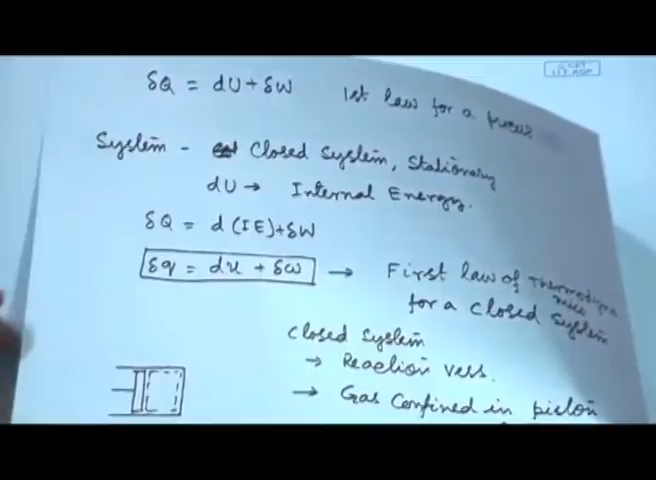 δQ = dU + δW 1st law for a process
System - Closed System, Stationary
dU → Internal Energy.
δQ = d(IE) + δW
δq = du + δw → First law of Thermodynamics
for a closed system
Closed System
→ Reaction vess.
→ Gas Confined in piston